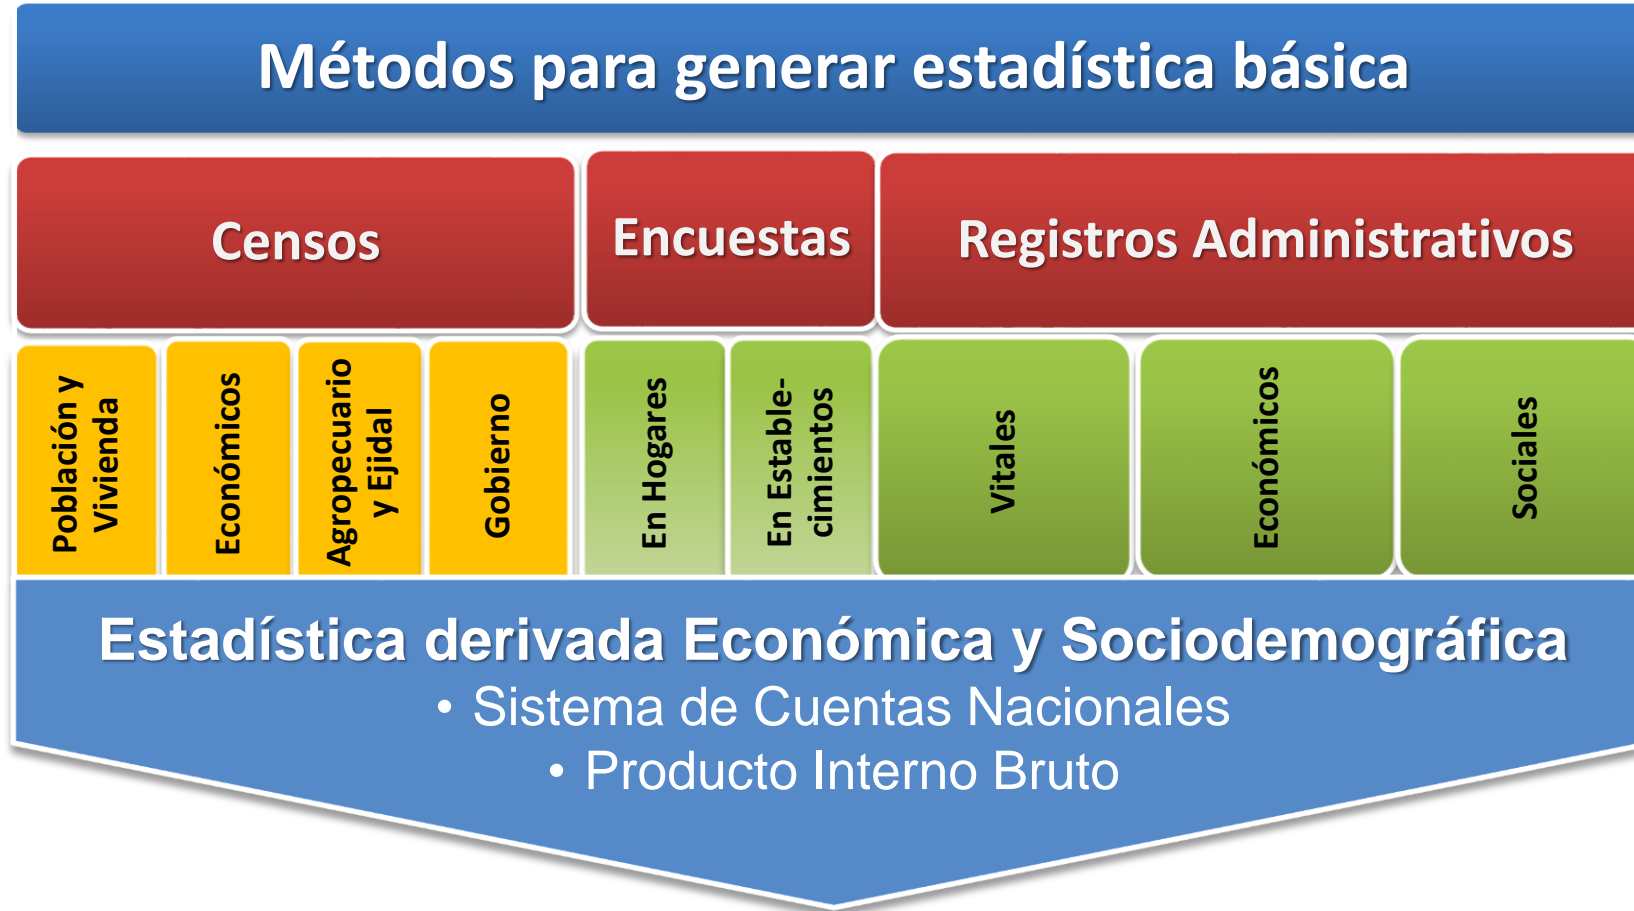 Métodos para generar estadística básica
Censos
Encuestas
Registros Administrativos
Población y
Vivienda
Económicos
Agropecuario
y Ejidal
Gobierno
En Hogares
En Estable-
cimientos
Vitales
Económicos
Sociales
Estadística derivada Económica y Sociodemográfica
• Sistema de Cuentas Nacionales
• Producto Interno Bruto